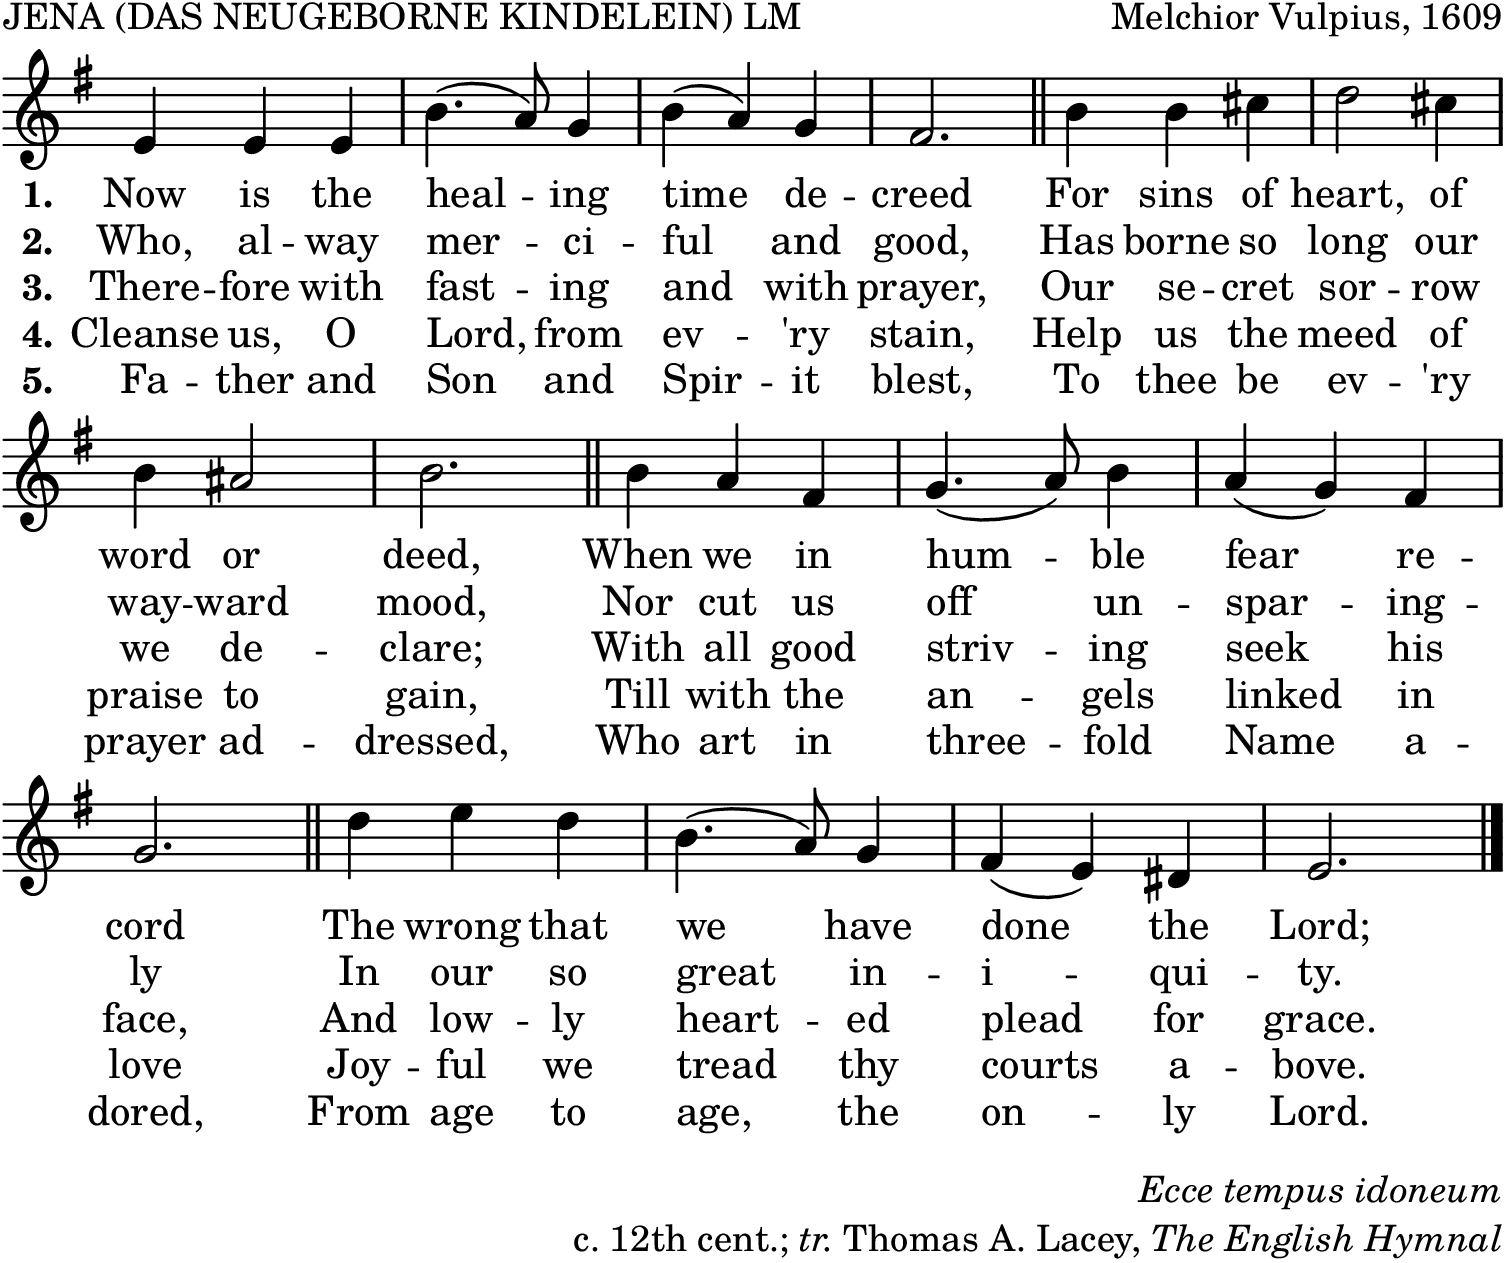 JENA (DAS NEUGEBORNE KINDELEIN) LM Melchior Vulpius, 1609
1. Now is the heal - ing time de - creed For sins of heart, of
2. Who, al - way mer - ci - ful and good, Has borne so long our
3. There - fore with fast - ing and with prayer, Our se - cret sor - row
4. Cleanse us, O Lord, from ev - 'ry stain, Help us the meed of
5. Fa - ther and Son and Spir - it blest, To thee be ev - 'ry
word or deed, When we in hum - ble fear re -
way - ward mood, Nor cut us off un - spar - ing -
we de - clare; With all good striv - ing seek his
praise to gain, Till with the an - gels linked in
prayer ad - dressed, Who art in three - fold Name a -
cord The wrong that we have done the Lord;
ly In our so great in - i - qui - ty.
face, And low - ly heart - ed plead for grace.
love Joy - ful we tread thy courts a - bove.
dored, From age to age, the on - ly Lord.
Ecce tempus idoneum
c. 12th cent.; tr. Thomas A. Lacey, The English Hymnal